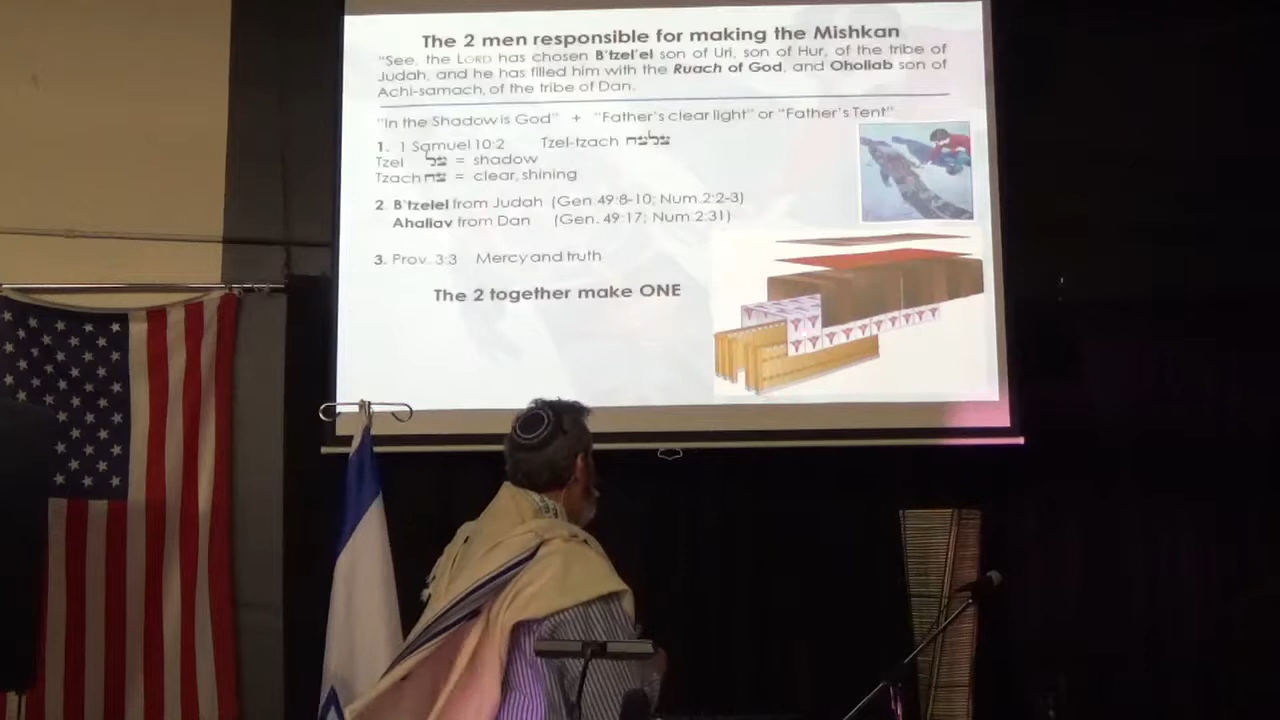 The 2 men responsible for making the Mishkan
"See, the LORD has chosen B'tzel'el son of Uri, son of Hur, of the tribe of
Judah, and he has filled him with the Ruach of God, and Oholiab son of
Achi-samach, of the tribe of Dan.
"In the Shadow is God" + "Father's clear light" or "Father's Tent"
1. 1 Samuel 10:2 Tzel-tzach צלצח
Tzel צל = shadow
Tzach צח = clear, shining
2. B'tzelel from Judah (Gen 49:8-10; Num.2:2-3)
Ahaliav from Dan (Gen. 49:17; Num.2:31)
3. Prov. 3:3 Mercy and truth
The 2 together make ONE